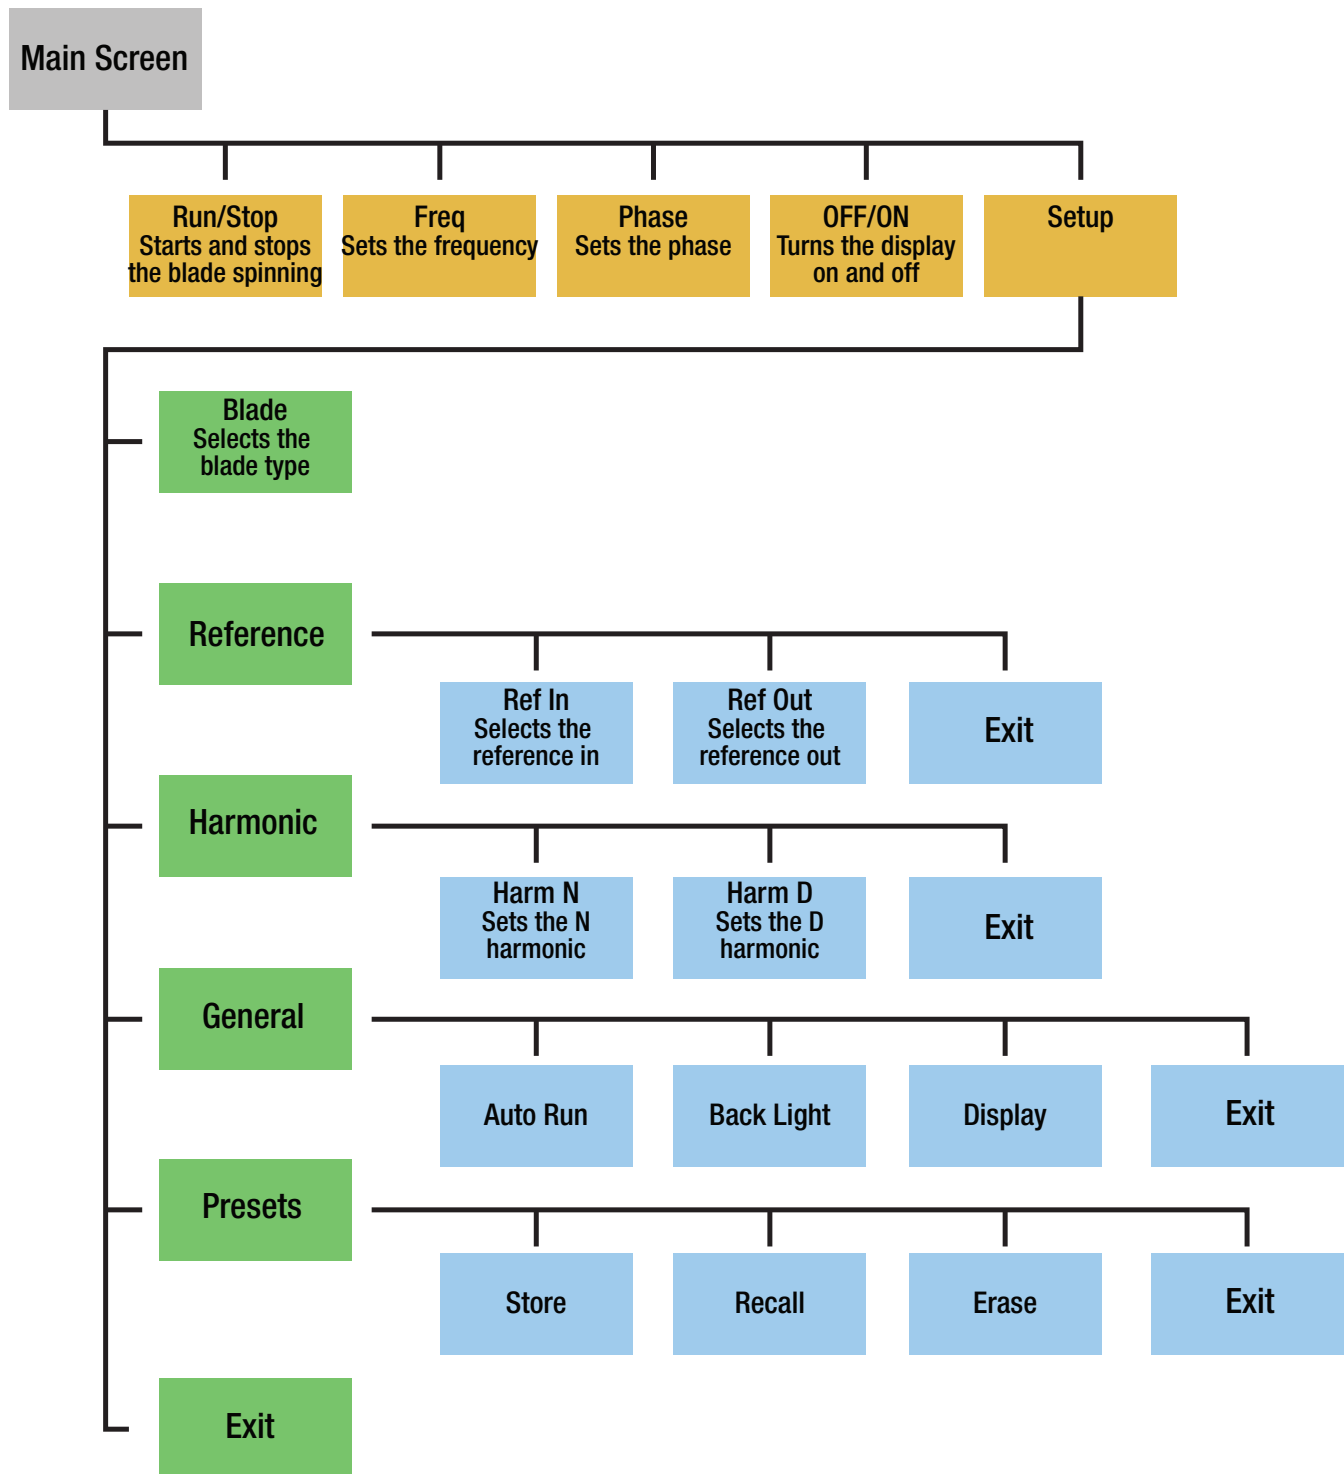 Main Screen
Run/Stop
Starts and stops
the blade spinning
Freq
Sets the frequency
Phase
Sets the phase
OFF/ON
Turns the display
on and off
Setup
Blade
Selects the
blade type
Reference
Ref In
Selects the
reference in
Ref Out
Selects the
reference out
Exit
Harmonic
Harm N
Sets the N
harmonic
Harm D
Sets the D
harmonic
Exit
General
Auto Run
Back Light
Display
Exit
Presets
Store
Recall
Erase
Exit
Exit